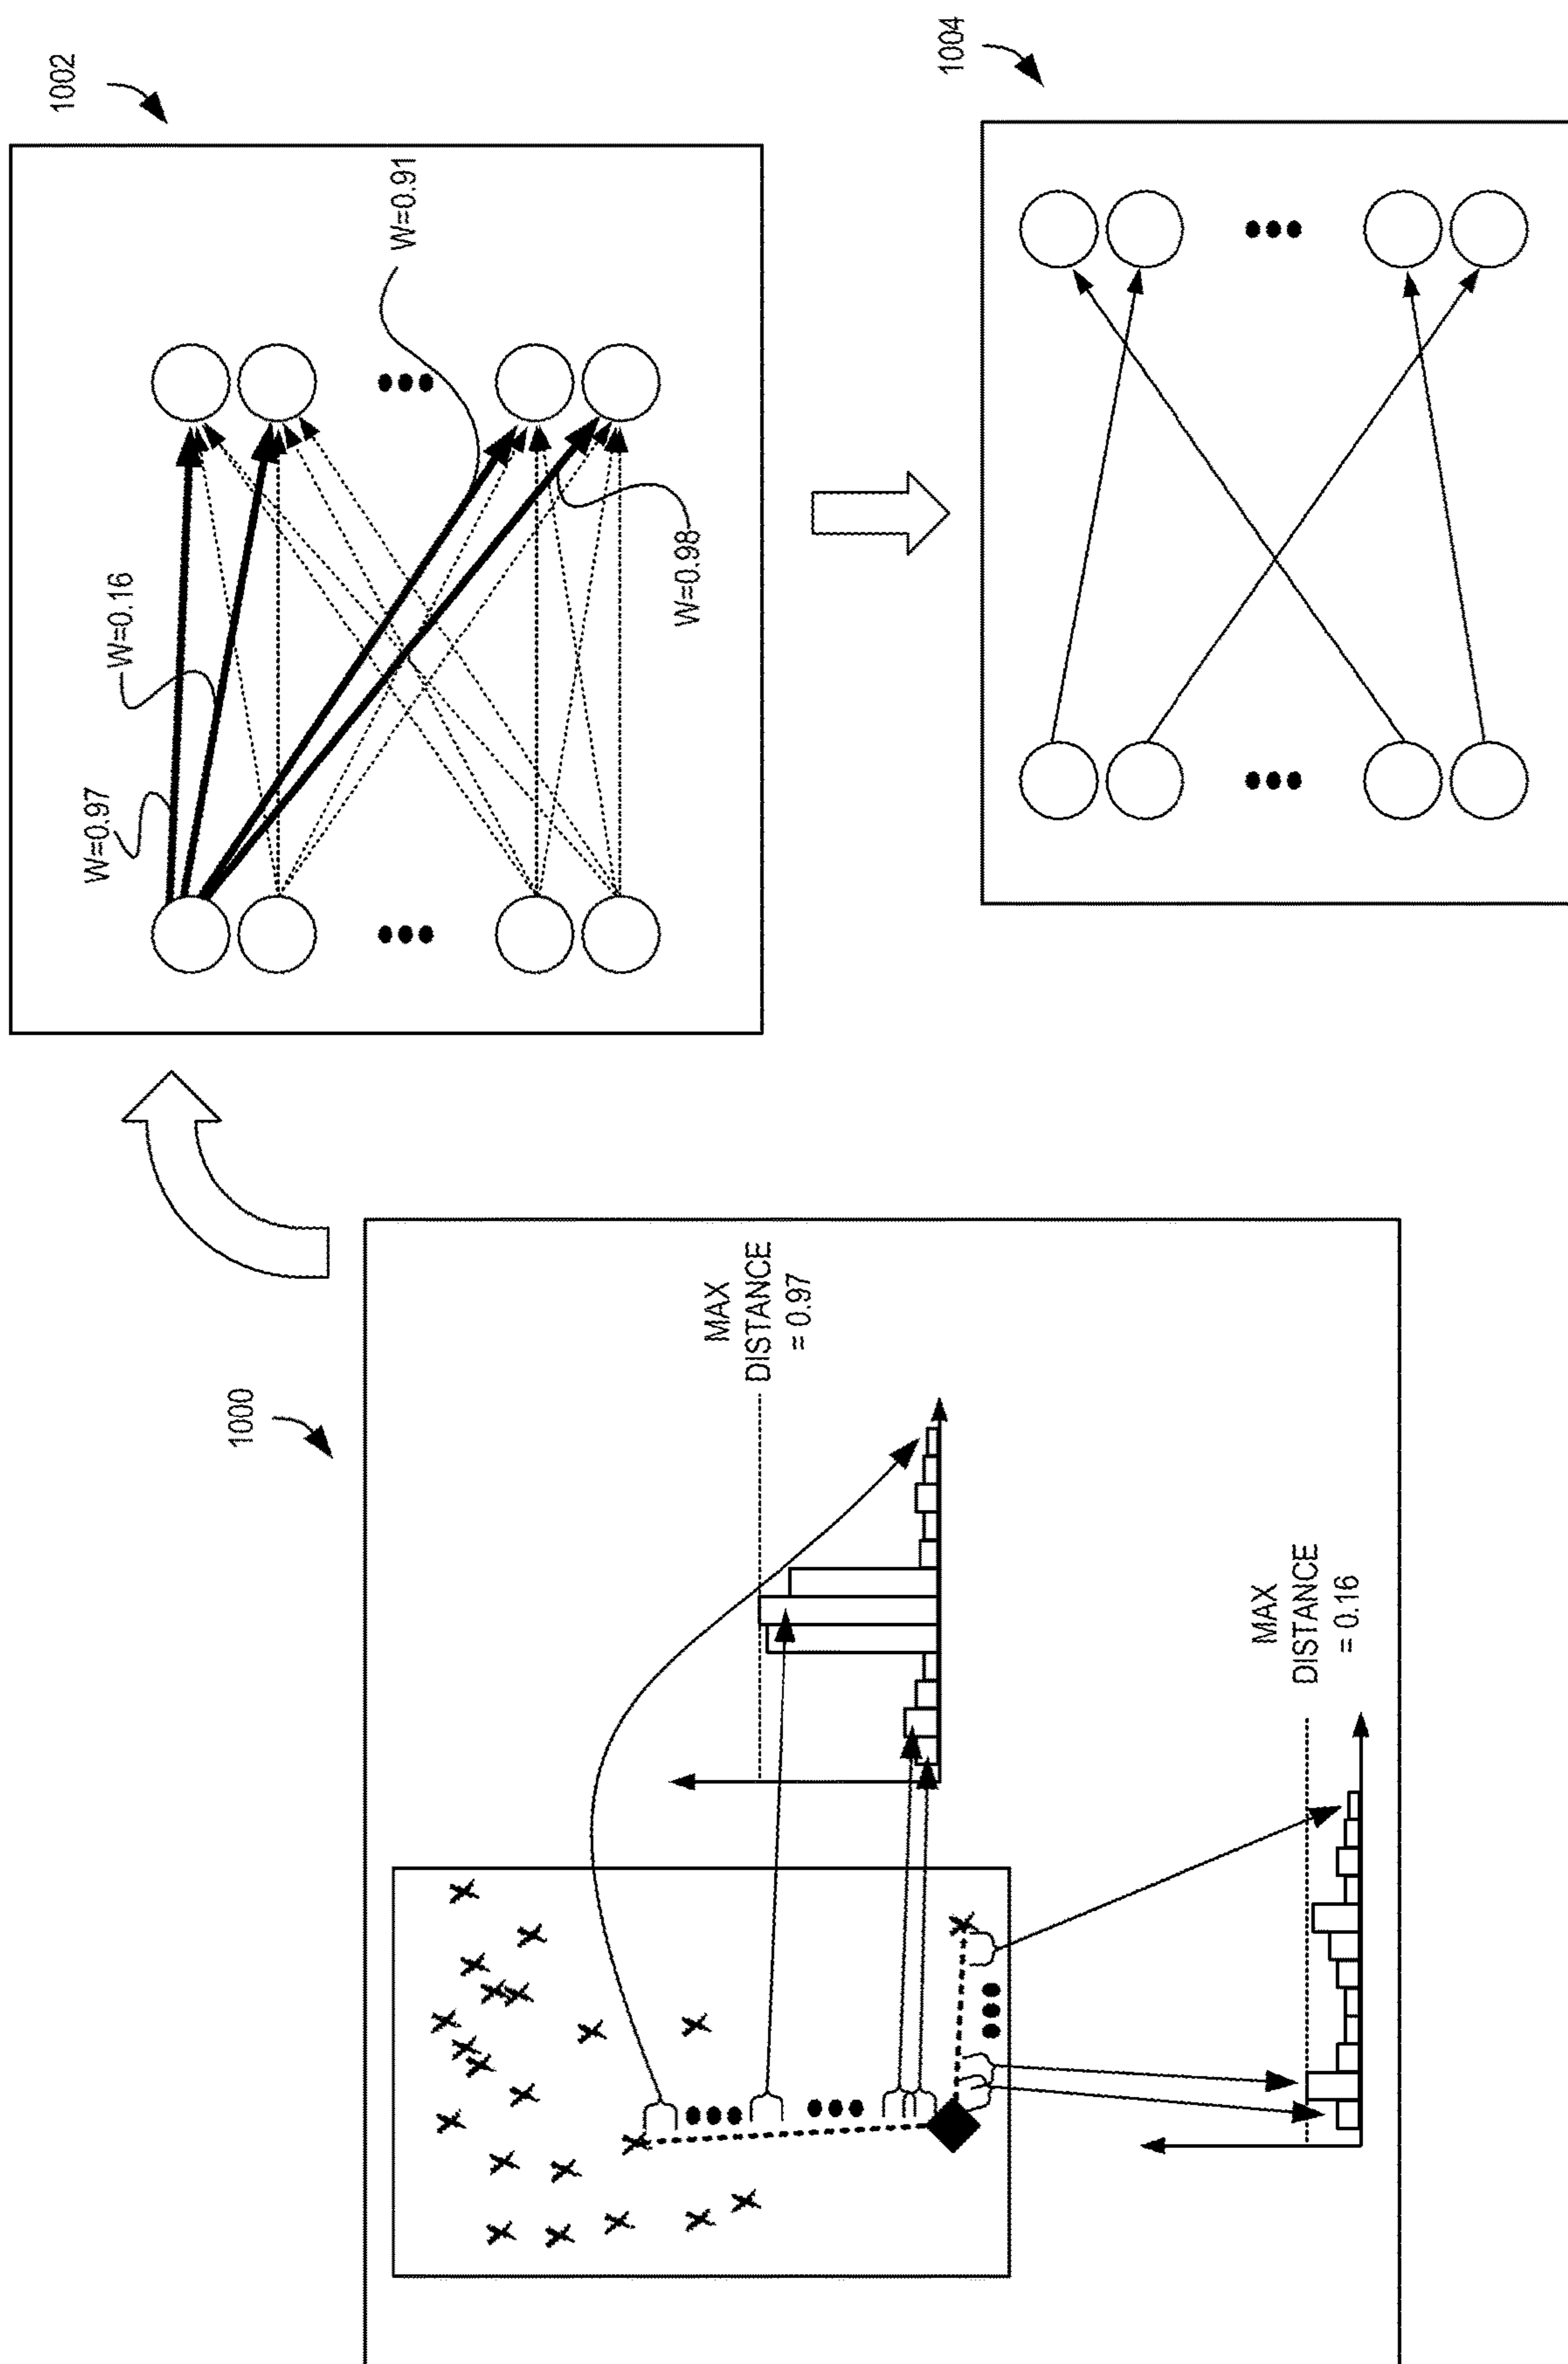 1000
MAX
DISTANCE
= 0.97
MAX
DISTANCE
= 0.16
1002
W=0.97
W=0.16
W=0.91
W=0.98
1004